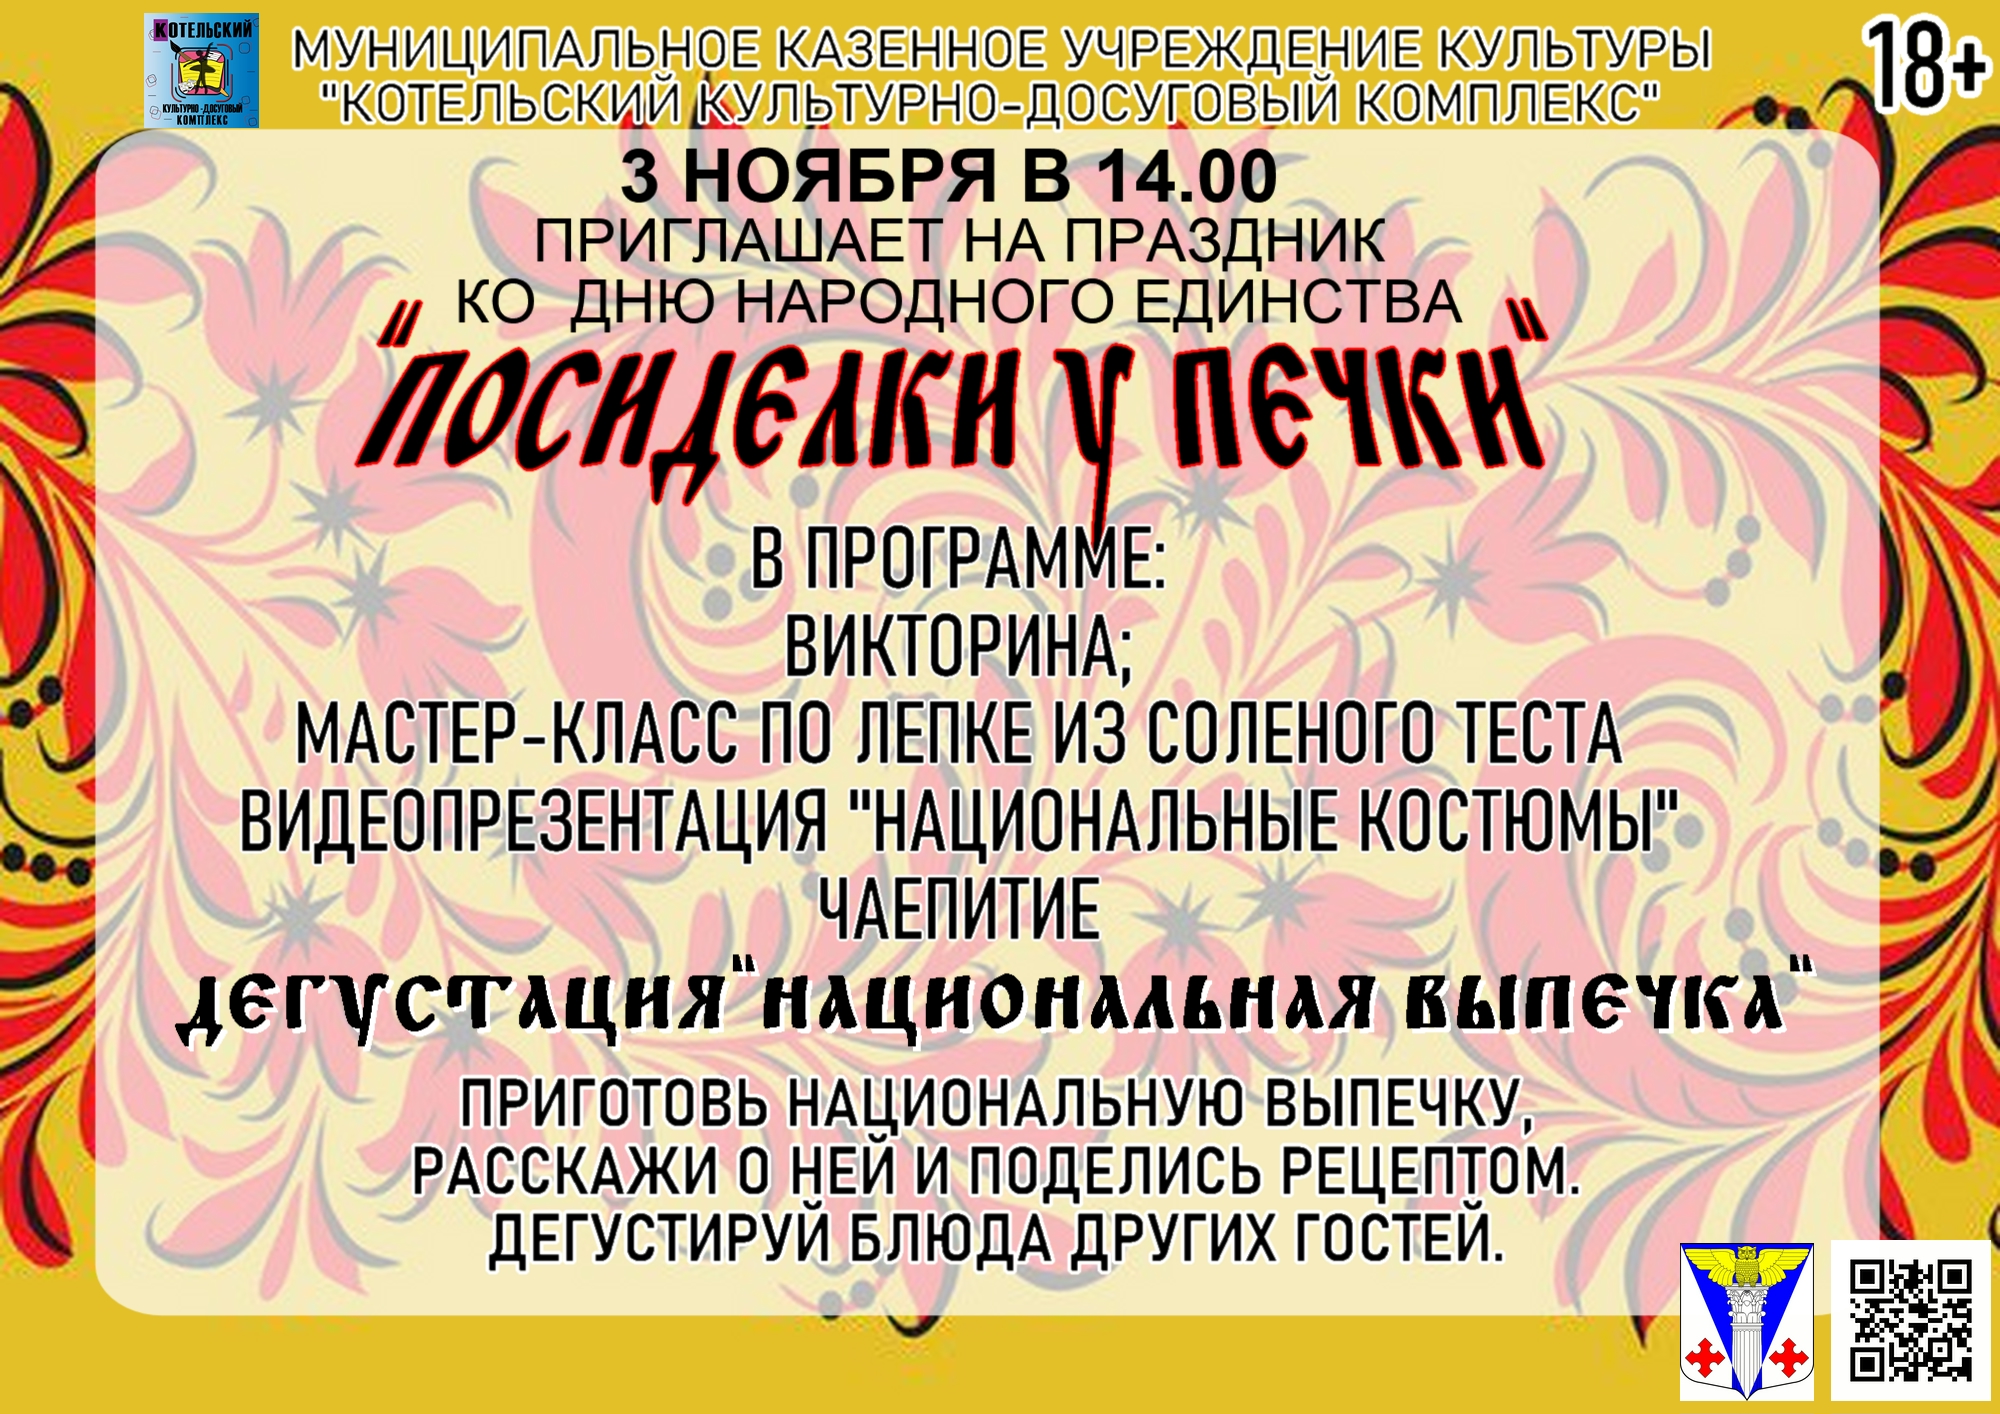 КОТЕЛЬСКИЙ
КУЛЬТУРНО-ДОСУГОВЫЙ
КОМПЛЕКС
МУНИЦИПАЛЬНОЕ КАЗЕННОЕ УЧРЕЖДЕНИЕ КУЛЬТУРЫ
"КОТЕЛЬСКИЙ КУЛЬТУРНО-ДОСУГОВЫЙ КОМПЛЕКС"
18+
3 НОЯБРЯ В 14.00
ПРИГЛАШАЕТ НА ПРАЗДНИК
КО ДНЮ НАРОДНОГО ЕДИНСТВА
"ПОСИДЕЛКИ У ПЕЧКИ"
В ПРОГРАММЕ:
ВИКТОРИНА;
МАСТЕР-КЛАСС ПО ЛЕПКЕ ИЗ СОЛЕНОГО ТЕСТА
ВИДЕОПРЕЗЕНТАЦИЯ "НАЦИОНАЛЬНЫЕ КОСТЮМЫ"
ЧАЕПИТИЕ
ДЕГУСТАЦИЯ "НАЦИОНАЛЬНАЯ ВЫПЕЧКА"
ПРИГОТОВЬ НАЦИОНАЛЬНУЮ ВЫПЕЧКУ,
РАССКАЖИ О НЕЙ И ПОДЕЛИСЬ РЕЦЕПТОМ.
ДЕГУСТИРУЙ БЛЮДА ДРУГИХ ГОСТЕЙ.